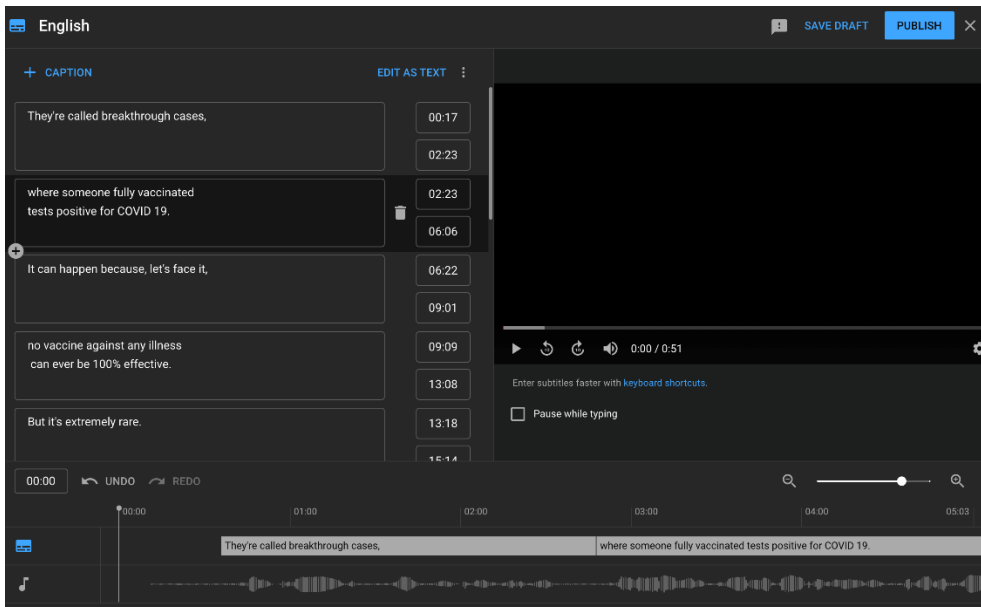 English
SAVE DRAFT
PUBLISH
+ CAPTION
EDIT AS TEXT
They're called breakthrough cases,
00:17
02:23
where someone fully vaccinated
tests positive for COVID 19.
02:23
06:06
It can happen because, let's face it,
06:22
09:01
no vaccine against any illness
can ever be 100% effective.
09:09
13:08
But it's extremely rare.
13:18
15:14
0:00 / 0:51
Enter subtitles faster with keyboard shortcuts.
Pause while typing
00:00
UNDO
REDO
00:00
01:00
02:00
03:00
04:00
05:03
They're called breakthrough cases,
where someone fully vaccinated tests positive for COVID 19.